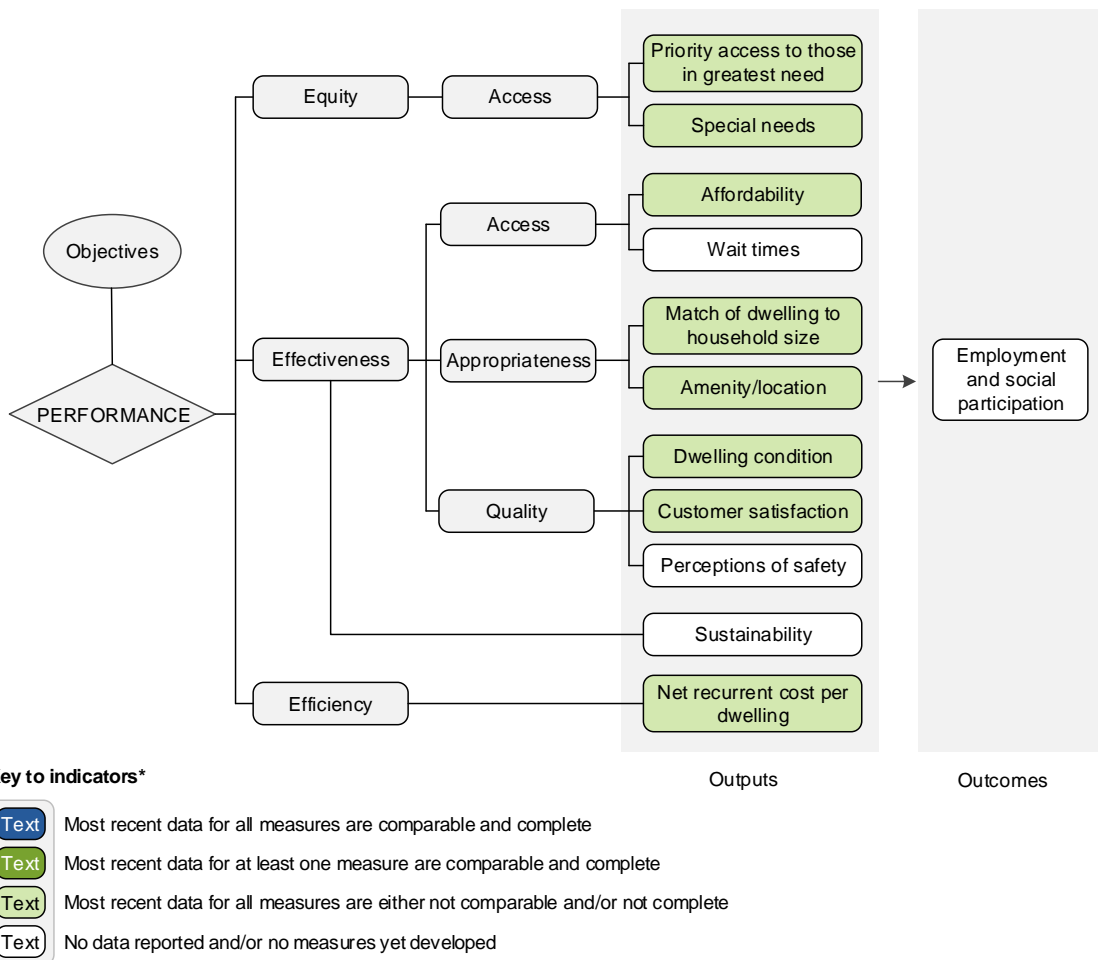 Priority access to those
in greatest need
Equity
Access
Special needs
Affordability
Access
Wait times
Objectives
Match of dwelling to
household size
Effectiveness
Appropriateness
Amenity/location
Employment
and social
participation
PERFORMANCE
Dwelling condition
Quality
Customer satisfaction
Perceptions of safety
Sustainability
Efficiency
Net recurrent cost per
dwelling
Outputs
Outcomes
ey to indicators*
Text Most recent data for all measures are comparable and complete
Text Most recent data for at least one measure are comparable and complete
Text Most recent data for all measures are either not comparable and/or not complete
Text No data reported and/or no measures yet developed